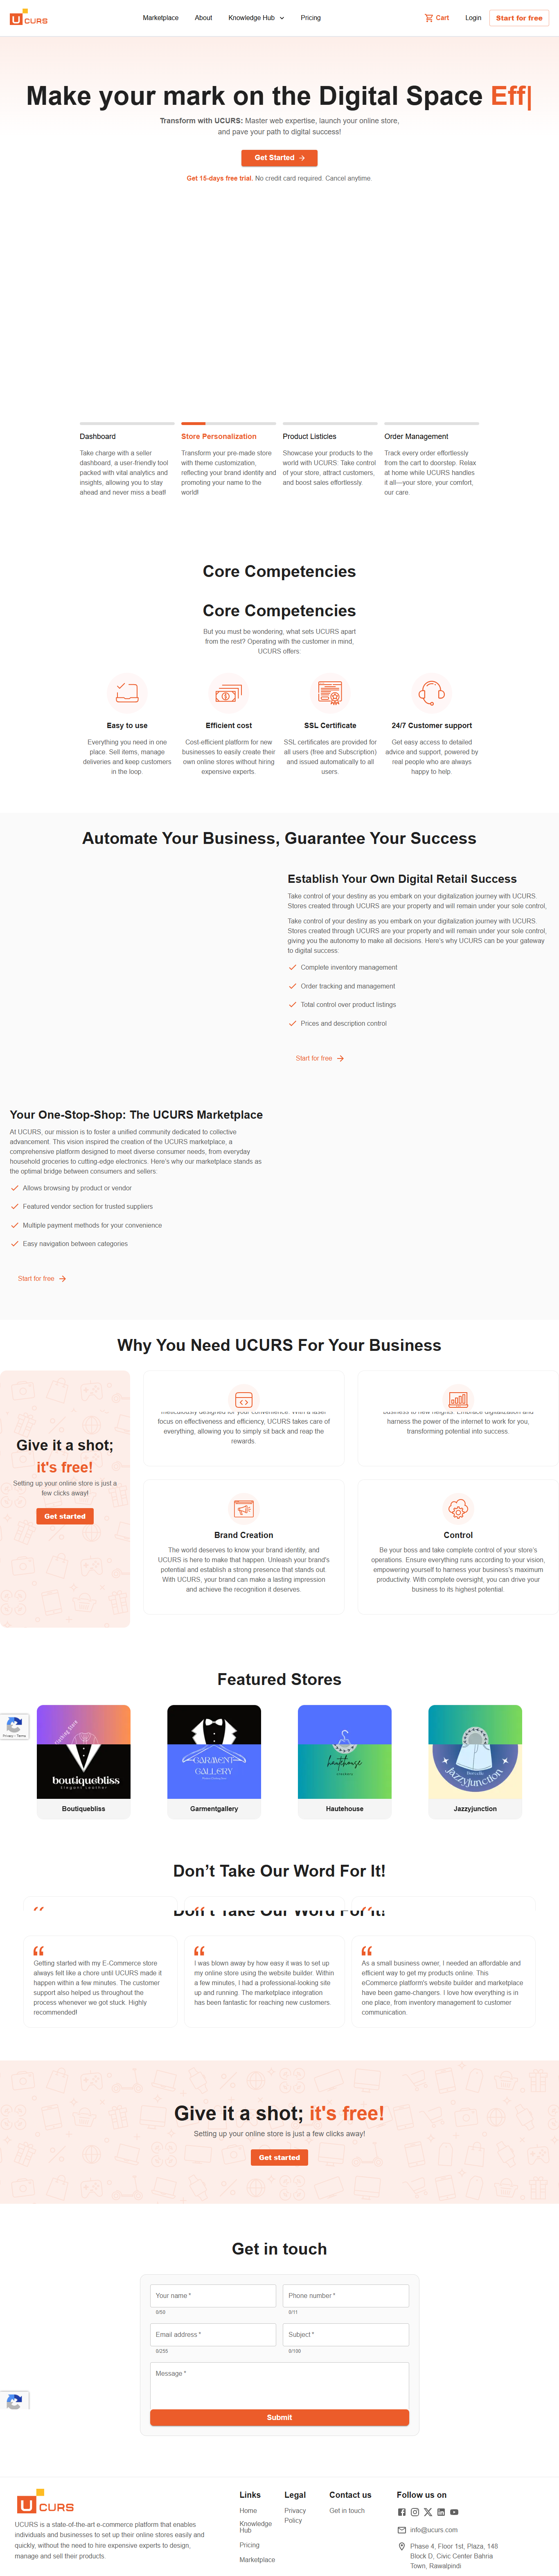 UCURS
Marketplace
About
Knowledge Hub
Pricing
Cart
Login
Start for free
Make your mark on the Digital Space Eff|
Transform with UCURS: Master web expertise, launch your online store,
and pave your path to digital success!
Get Started
Get 15-days free trial. No credit card required. Cancel anytime.
Dashboard
Take charge with a seller
dashboard, a user-friendly tool
packed with vital analytics and
insights, allowing you to stay
ahead and never miss a beat!
Store Personalization
Transform your pre-made store
with theme customization,
reflecting your brand identity and
promoting your name to the
world!
Product Listicles
Showcase your products to the
world with UCURS. Take control
of your store, attract customers,
and boost sales effortlessly.
Order Management
Track every order effortlessly
from the cart to doorstep. Relax
at home while UCURS handles
it all—your store, your comfort,
our care.
Core Competencies
Core Competencies
But you must be wondering, what sets UCURS apart
from the rest? Operating with the customer in mind,
UCURS offers:
Easy to use
Everything you need in one
place. Sell items, manage
deliveries and keep customers
in the loop.
Efficient cost
Cost-efficient platform for new
businesses to easily create their
own online stores without hiring
expensive experts.
SSL Certificate
SSL certificates are provided for
all users (free and Subscription)
and issued automatically to all
users.
24/7 Customer support
Get easy access to detailed
advice and support, powered by
real people who are always
happy to help.
Automate Your Business, Guarantee Your Success
Establish Your Own Digital Retail Success
Take control of your destiny as you embark on your digitalization journey with UCURS.
Stores created through UCURS are your property and will remain under your sole control,
Take control of your destiny as you embark on your digitalization journey with UCURS.
Stores created through UCURS are your property and will remain under your sole control,
giving you the autonomy to make all decisions. Here's why UCURS can be your gateway
to digital success.
Complete inventory management
Order tracking and management
Total control over product listings
Prices and description control
Start for free
Your One-Stop-Shop: The UCURS Marketplace
At UCURS, our mission is to foster a unified community dedicated to collective
advancement. This vision inspired the creation of the UCURS marketplace, a
comprehensive platform designed to meet diverse consumer needs, from everyday
household groceries to cutting-edge electronics. Here's why our marketplace stands as
the optimal bridge between consumers and sellers:
Allows browsing by product or vendor
Featured vendor section for trusted suppliers
Multiple payment methods for your convenience
Easy navigation between categories
Start for free
Why You Need UCURS For Your Business
Give it a shot;
it's free!
Setting up your online store is just a
few clicks away!
Get started
meticulously designed for your convenience. With a laser
focus on effectiveness and efficiency, UCURS takes care of
everything, allowing you to simply sit back and reap the
rewards.
business to new heights. Embrace digitalization and
harness the power of the internet to work for you,
transforming potential into success.
Brand Creation
The world deserves to know your brand identity, and
UCURS is here to make that happen. Unleash your brand's
potential and establish a strong presence that stands out.
With UCURS, your brand can make a lasting impression
and achieve the recognition it deserves.
Control
Be your boss and take complete control of your store's
operations. Ensure everything runs according to your vision,
empowering yourself to harness your business's maximum
productivity. With complete oversight, you can drive your
business to its highest potential.
Featured Stores
Privacy - Terms
boutiquebliss
GARMENT
GALLERY
hautehouse
jazzyjunction
Boutiquebliss
Garmentgallery
Hautehouse
Jazzyjunction
Don’t Take Our Word For It!
Don’t Take Our Word For It!
Getting started with my E-Commerce store
always felt like a chore until UCURS made it
happen within a few minutes. The customer
support also helped us throughout the
process whenever we got stuck. Highly
recommended!
I was blown away by how easy it was to set up
my online store using the website builder. Within
a few minutes, I had a professional-looking site
up and running. The marketplace integration
has been fantastic for reaching new customers.
As a small business owner, I needed an affordable and
efficient way to get my products online. This
eCommerce platform's website builder and marketplace
have been game-changers. I love how everything is in
one place, from inventory management to customer
communication.
Give it a shot; it's free!
Setting up your online store is just a few clicks away!
Get started
Get in touch
Your name *
0/50
Phone number *
0/11
Email address *
0/255
Subject *
0/100
Message *
Submit
UCURS
UCURS is a state-of-the-art e-commerce platform that enables
individuals and businesses to set up their online stores easily and
quickly, without the need to hire expensive experts to design,
manage and sell their products.
Links
Home
Knowledge
Hub
Pricing
Marketplace
Legal
Privacy
Policy
Contact us
Get in touch
Follow us on
info@ucurs.com
Phase 4, Floor 1st, Plaza, 148
Block D, Civic Center Bahria
Town, Rawalpindi